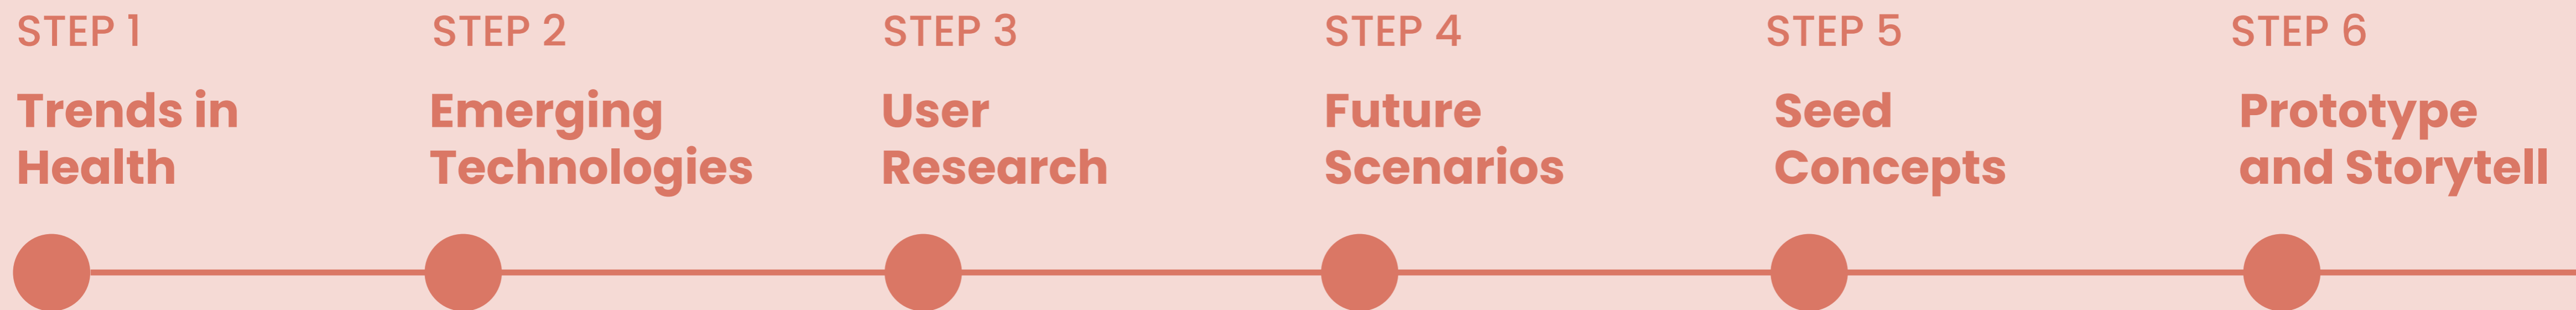 STEP 1
Trends in
Health
STEP 2
Emerging
Technologies
STEP 3
User
Research
STEP 4
Future
Scenarios
STEP 5
Seed
Concepts
STEP 6
Prototype
and Storytell